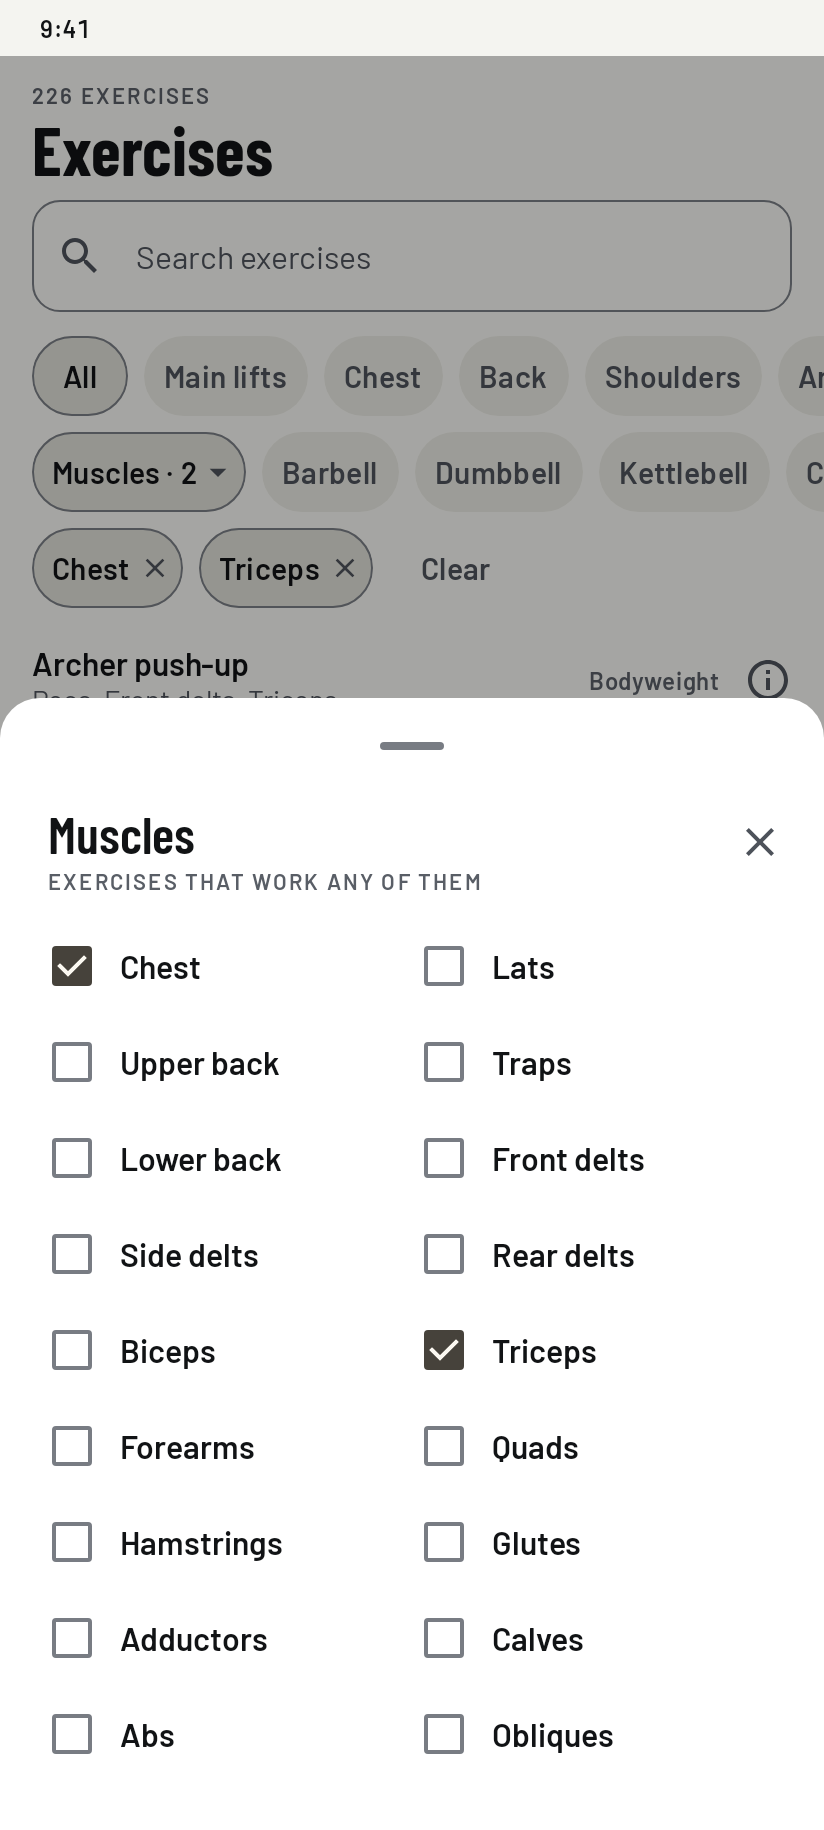 9:41
226 EXERCISES
Exercises
Search exercises
All Main lifts Chest Back Shoulders
Muscles · 2 Barbell Dumbbell Kettlebell
Chest Triceps Clear
Archer push-up
Bodyweight
Muscles
EXERCISES THAT WORK ANY OF THEM
Chest Lats
Upper back Traps
Lower back Front delts
Side delts Rear delts
Biceps Triceps
Forearms Quads
Hamstrings Glutes
Adductors Calves
Abs Obliques